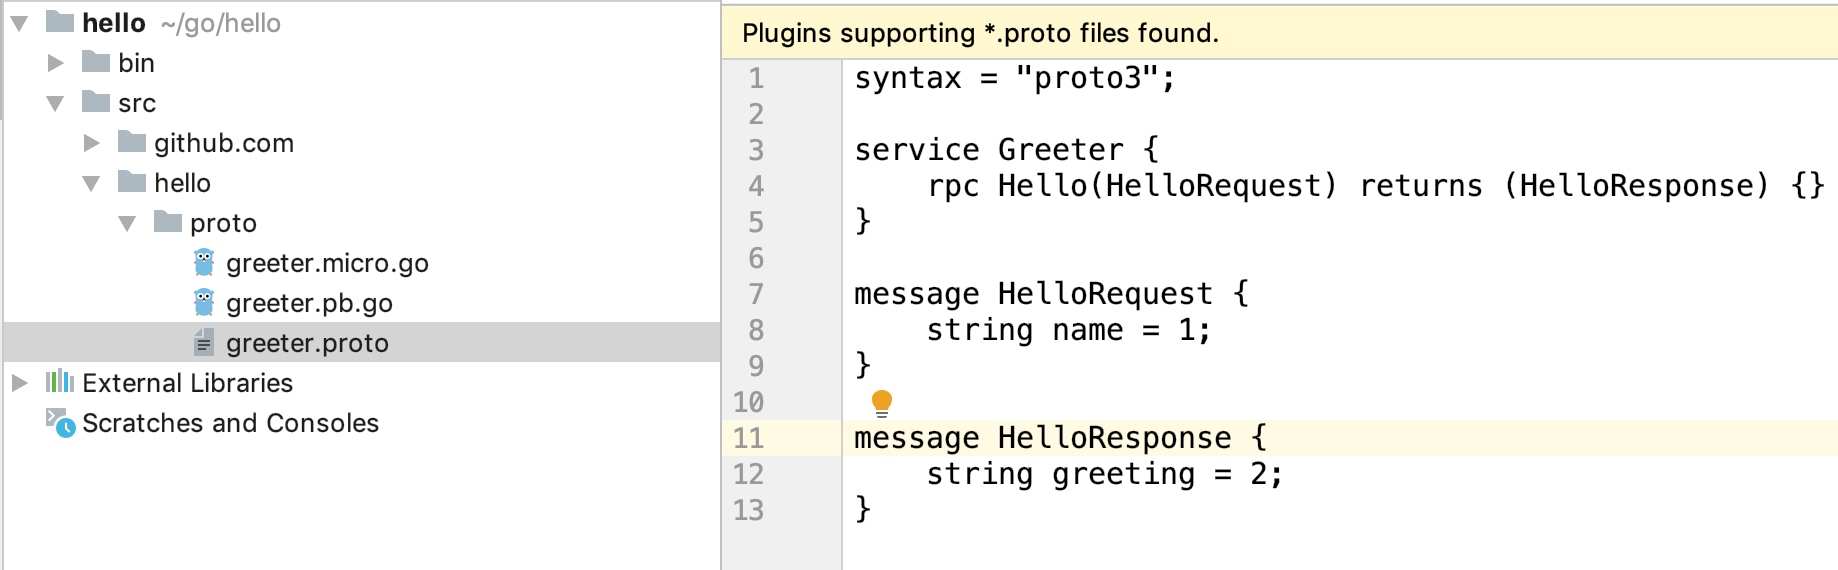 hello ~/go/hello
bin
src
github.com
hello
proto
greeter.micro.go
greeter.pb.go
greeter.proto
External Libraries
Scratches and Consoles
Plugins supporting *.proto files found.
1 syntax = "proto3";
2
3 service Greeter {
4     rpc Hello(HelloRequest) returns (HelloResponse) {}
5 }
6
7 message HelloRequest {
8     string name = 1;
9 }
10
11 message HelloResponse {
12     string greeting = 2;
13 }